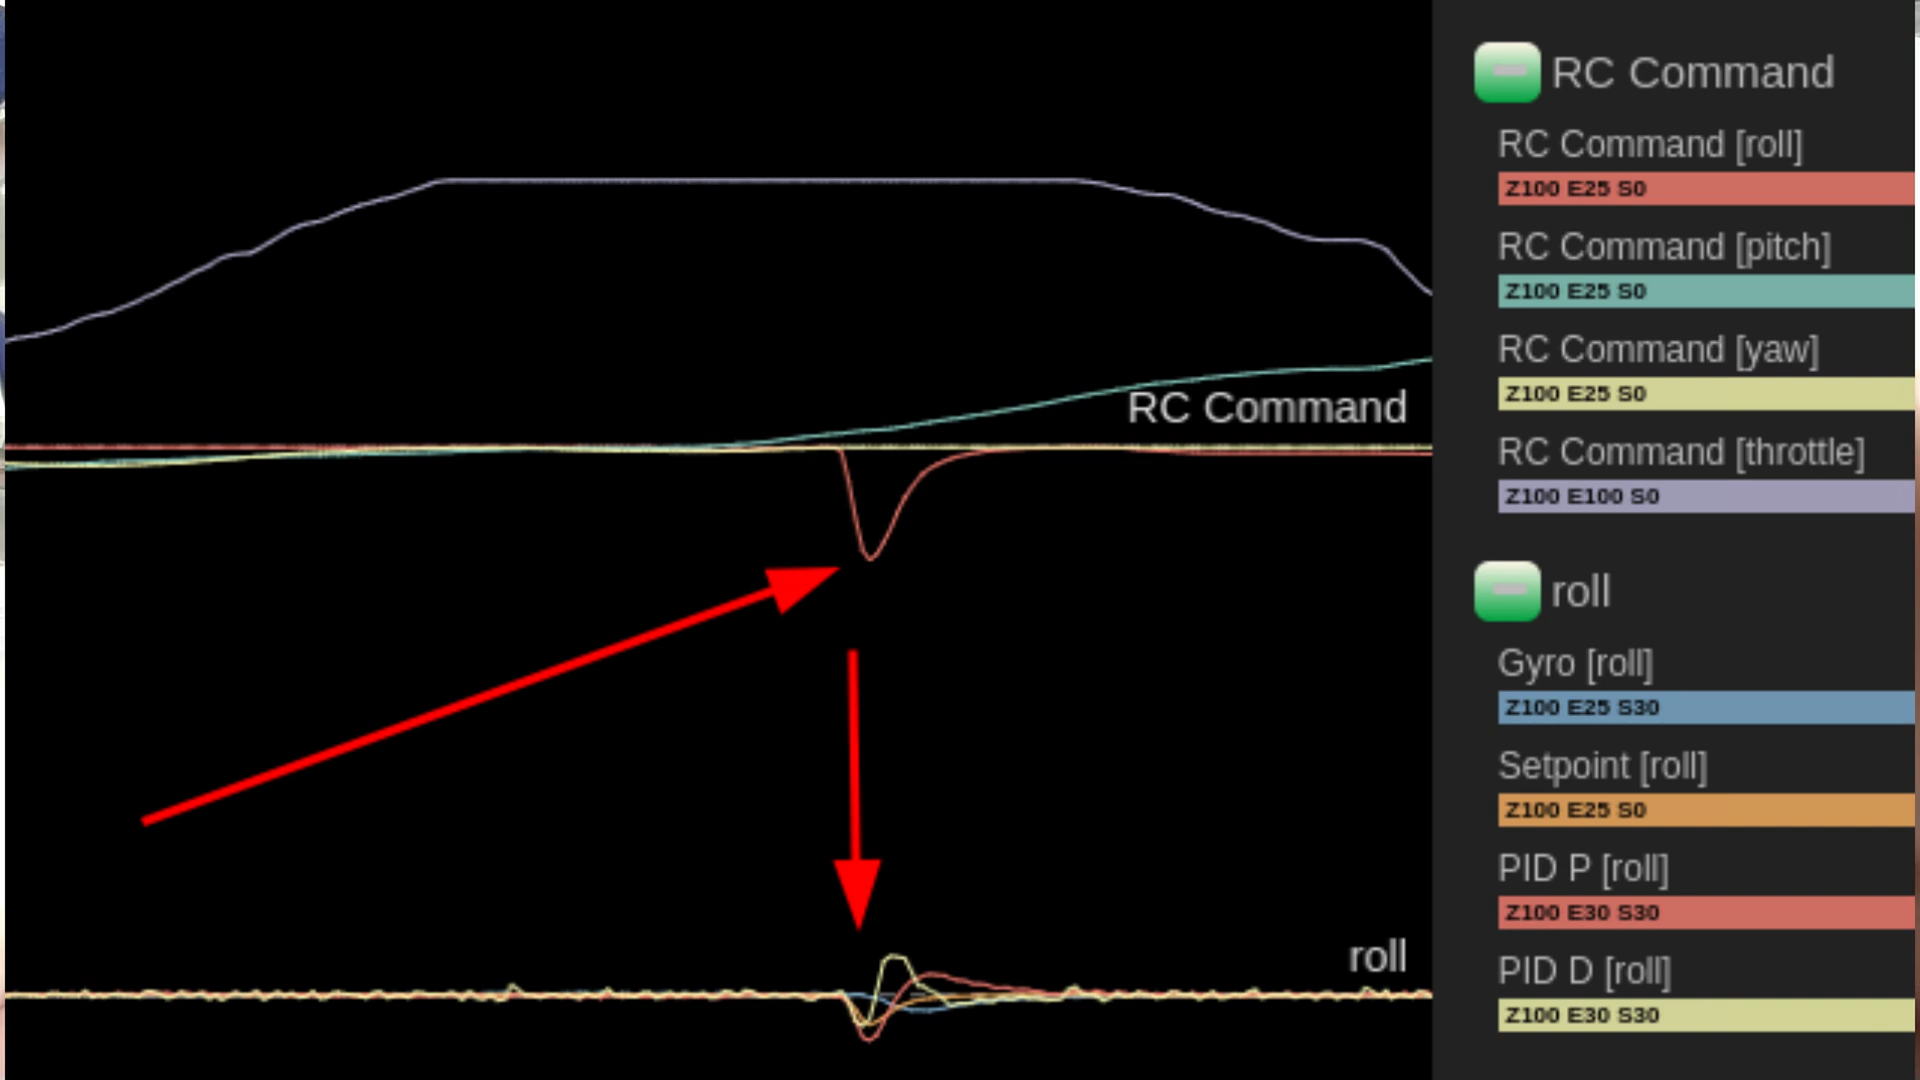 RC Command
RC Command [roll]
Z100 E25 S0
RC Command [pitch]
Z100 E25 S0
RC Command [yaw]
Z100 E25 S0
RC Command
RC Command [throttle]
Z100 E100 S0
roll
Gyro [roll]
Z100 E25 S30
Setpoint [roll]
Z100 E25 S0
PID P [roll]
Z100 E30 S30
roll
PID D [roll]
Z100 E30 S30